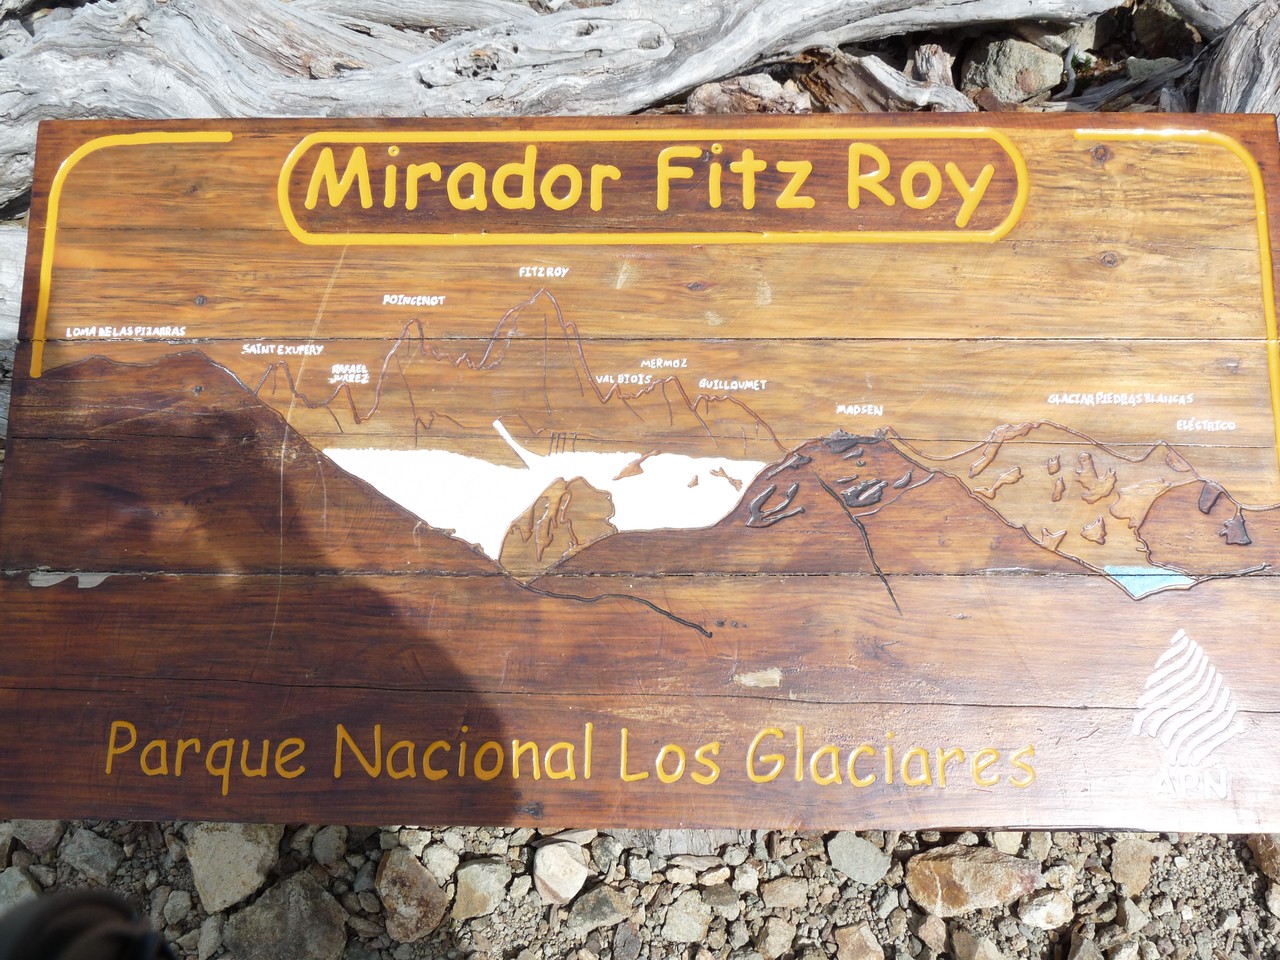 Mirador Fitz Roy
FITZ ROY
POINCENOT
LOMA DE LAS PIZARRAS
SAINT EXUPERY
RAFAEL
JUAREZ
MERMOZ
VAL BIOIS
GUILLOUMET
MADSEN
GLACIAR PIEDRAS BLANCAS
ELÉCTRICO
Parque Nacional Los Glaciares
APN